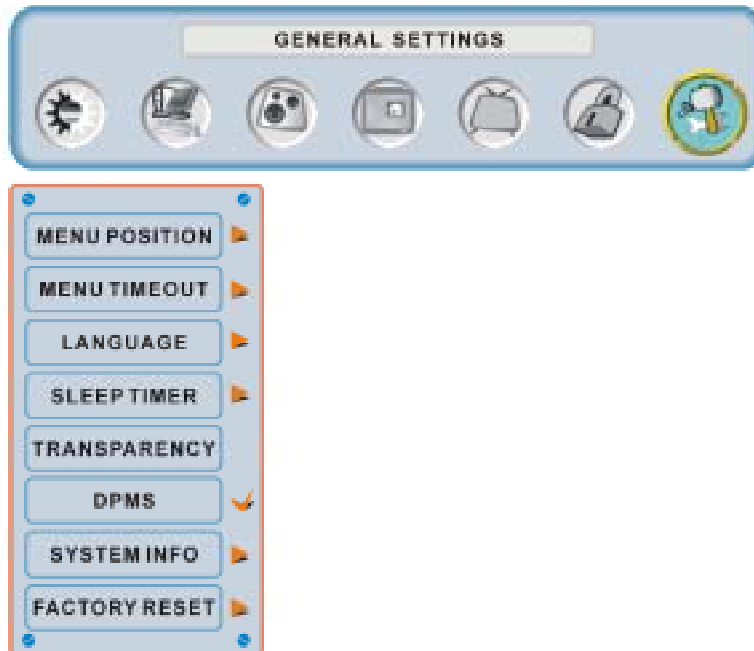 GENERAL SETTINGS
MENU POSITION
MENU TIMEOUT
LANGUAGE
SLEEP TIMER
TRANSPARENCY
DPMS
SYSTEM INFO
FACTORY RESET